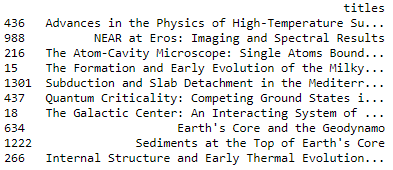 titles
436 Advances in the Physics of High-Temperature Su...
988 NEAR at Eros: Imaging and Spectral Results
216 The Atom-Cavity Microscope: Single Atoms Bound...
15 The Formation and Early Evolution of the Milky...
1301 Subduction and Slab Detachment in the Mediterr...
437 Quantum Criticality: Competing Ground States i...
18 The Galactic Center: An Interacting System of ...
634 Earth's Core and the Geodynamo
1222 Sediments at the Top of Earth's Core
266 Internal Structure and Early Thermal Evolution...